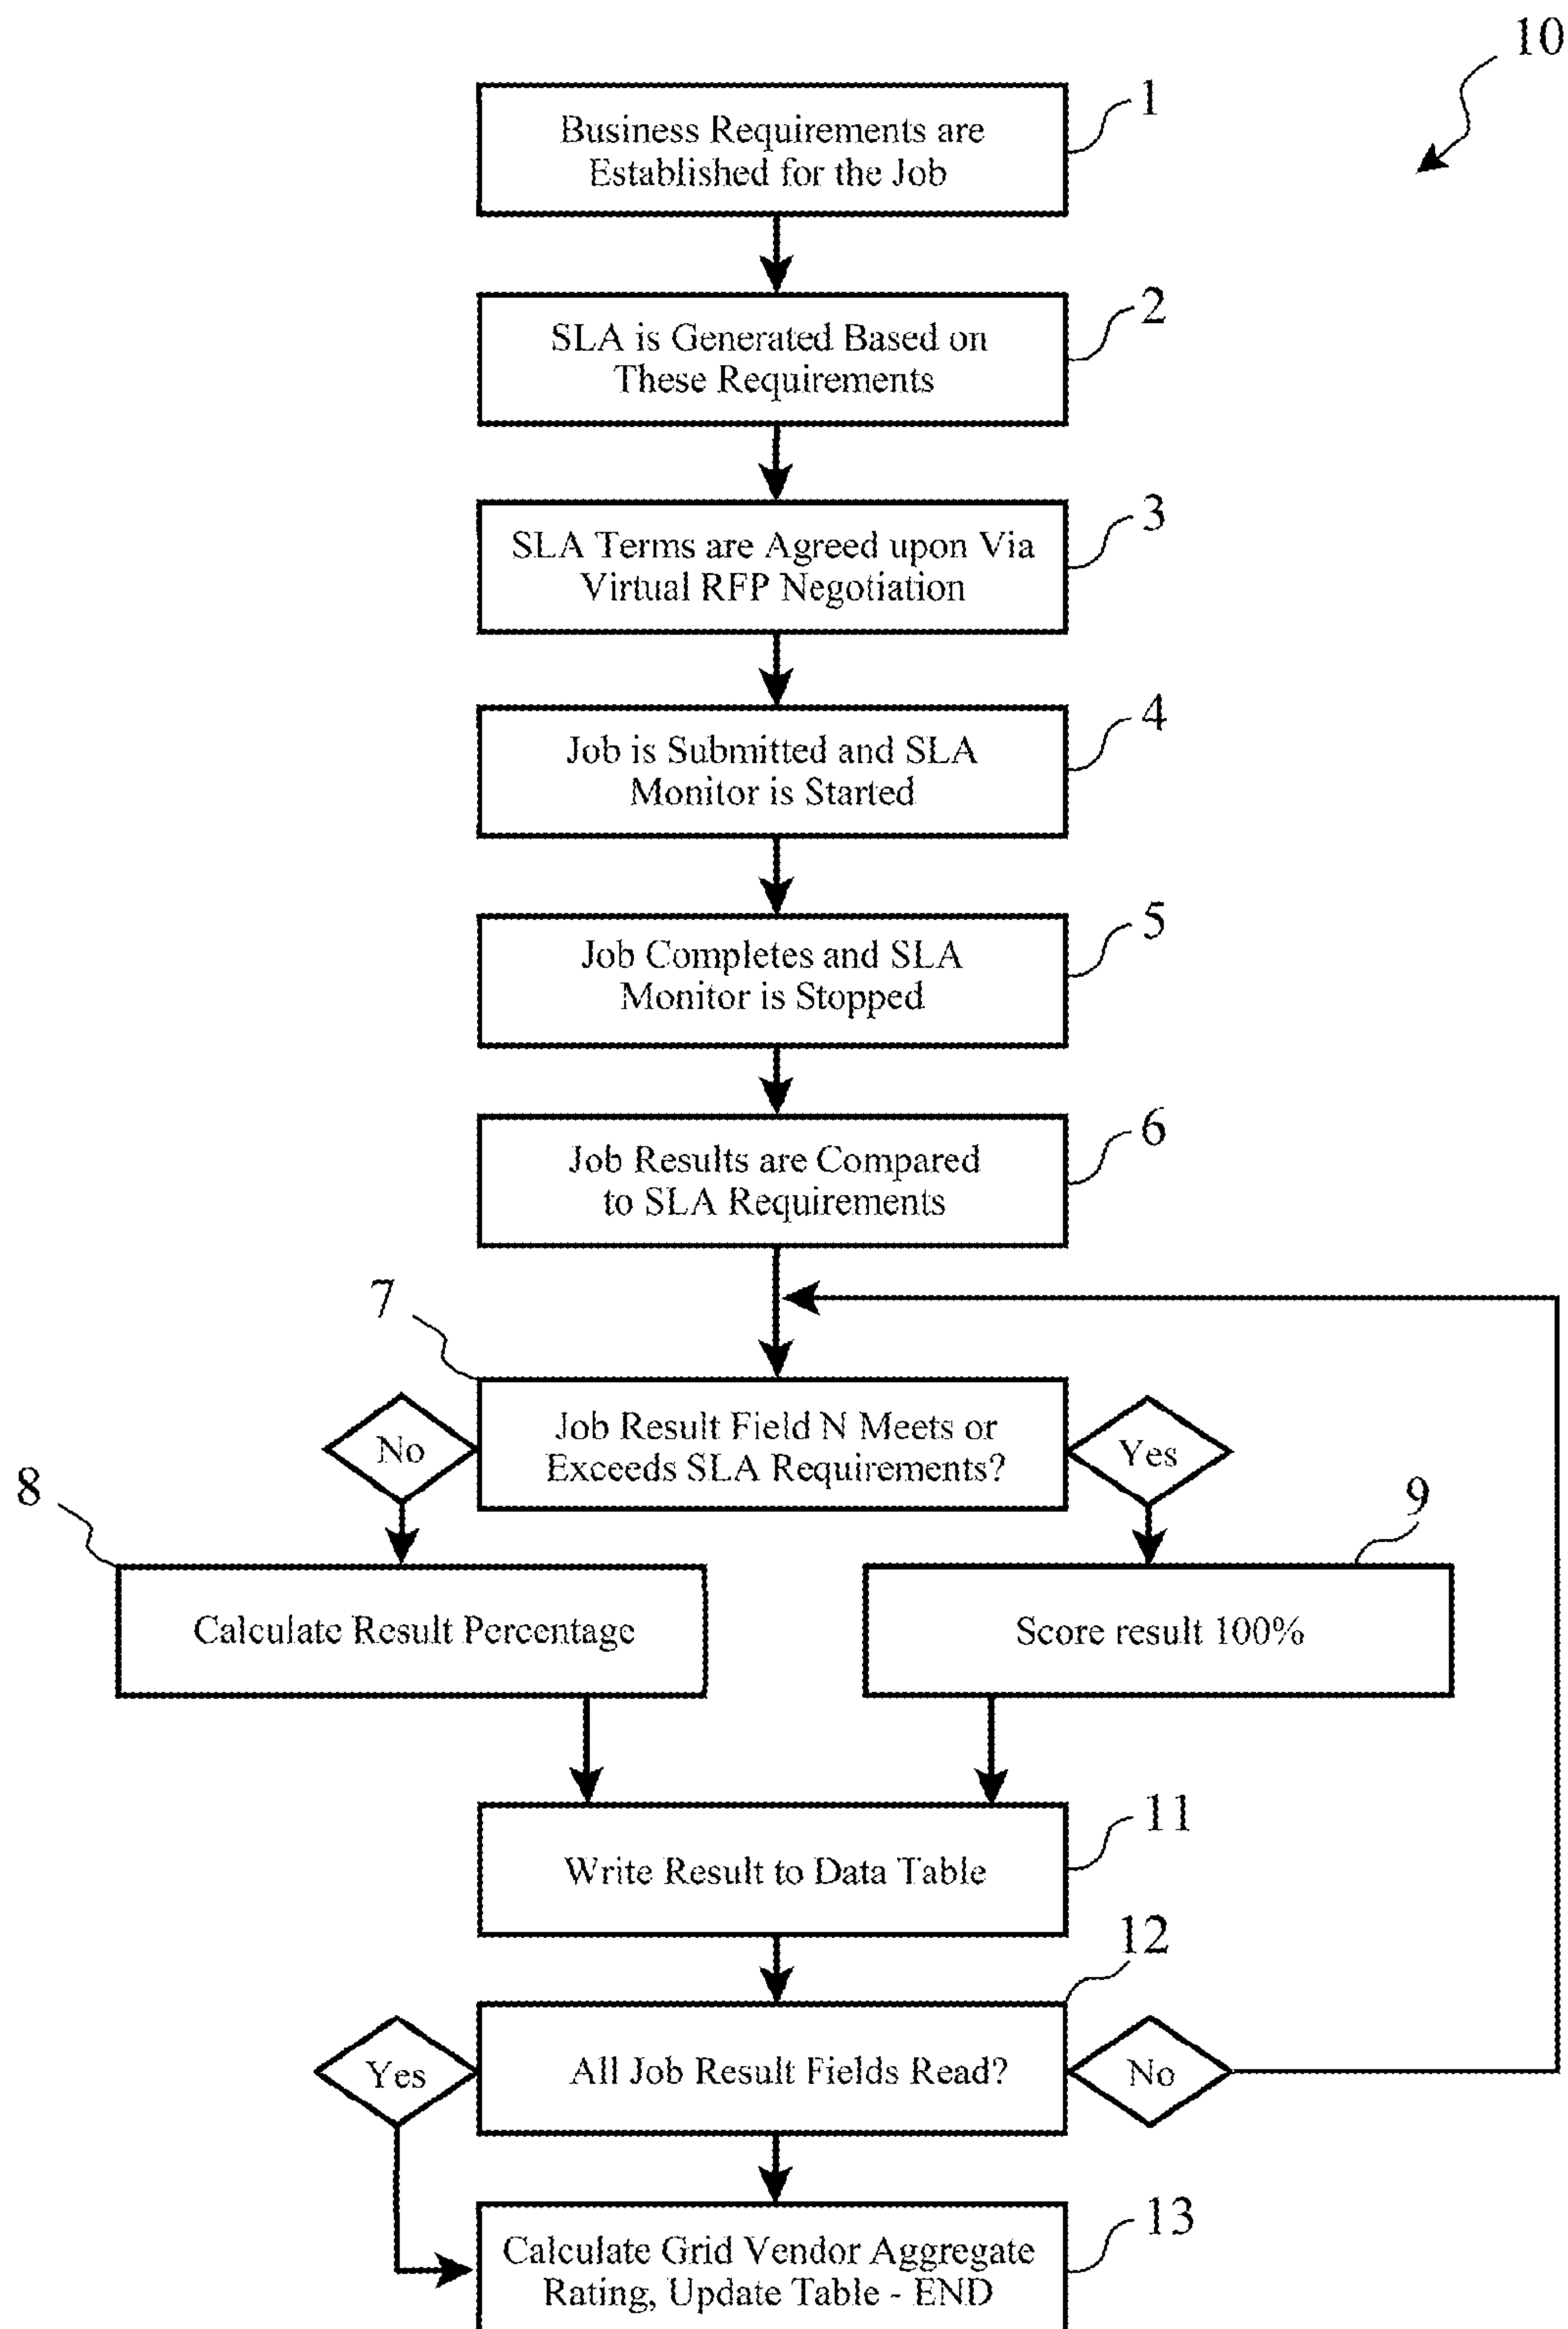 10
1
Business Requirements are
Established for the Job
2
SLA is Generated Based on
These Requirements
3
SLA Terms are Agreed upon Via
Virtual RFP Negotiation
4
Job is Submitted and SLA
Monitor is Started
5
Job Completes and SLA
Monitor is Stopped
6
Job Results are Compared
to SLA Requirements
7
No
Job Result Field N Meets or
Exceeds SLA Requirements?
Yes
8
9
Calculate Result Percentage
Score result 100%
11
Write Result to Data Table
12
Yes
All Job Result Fields Read?
No
13
Calculate Grid Vendor Aggregate
Rating, Update Table - END